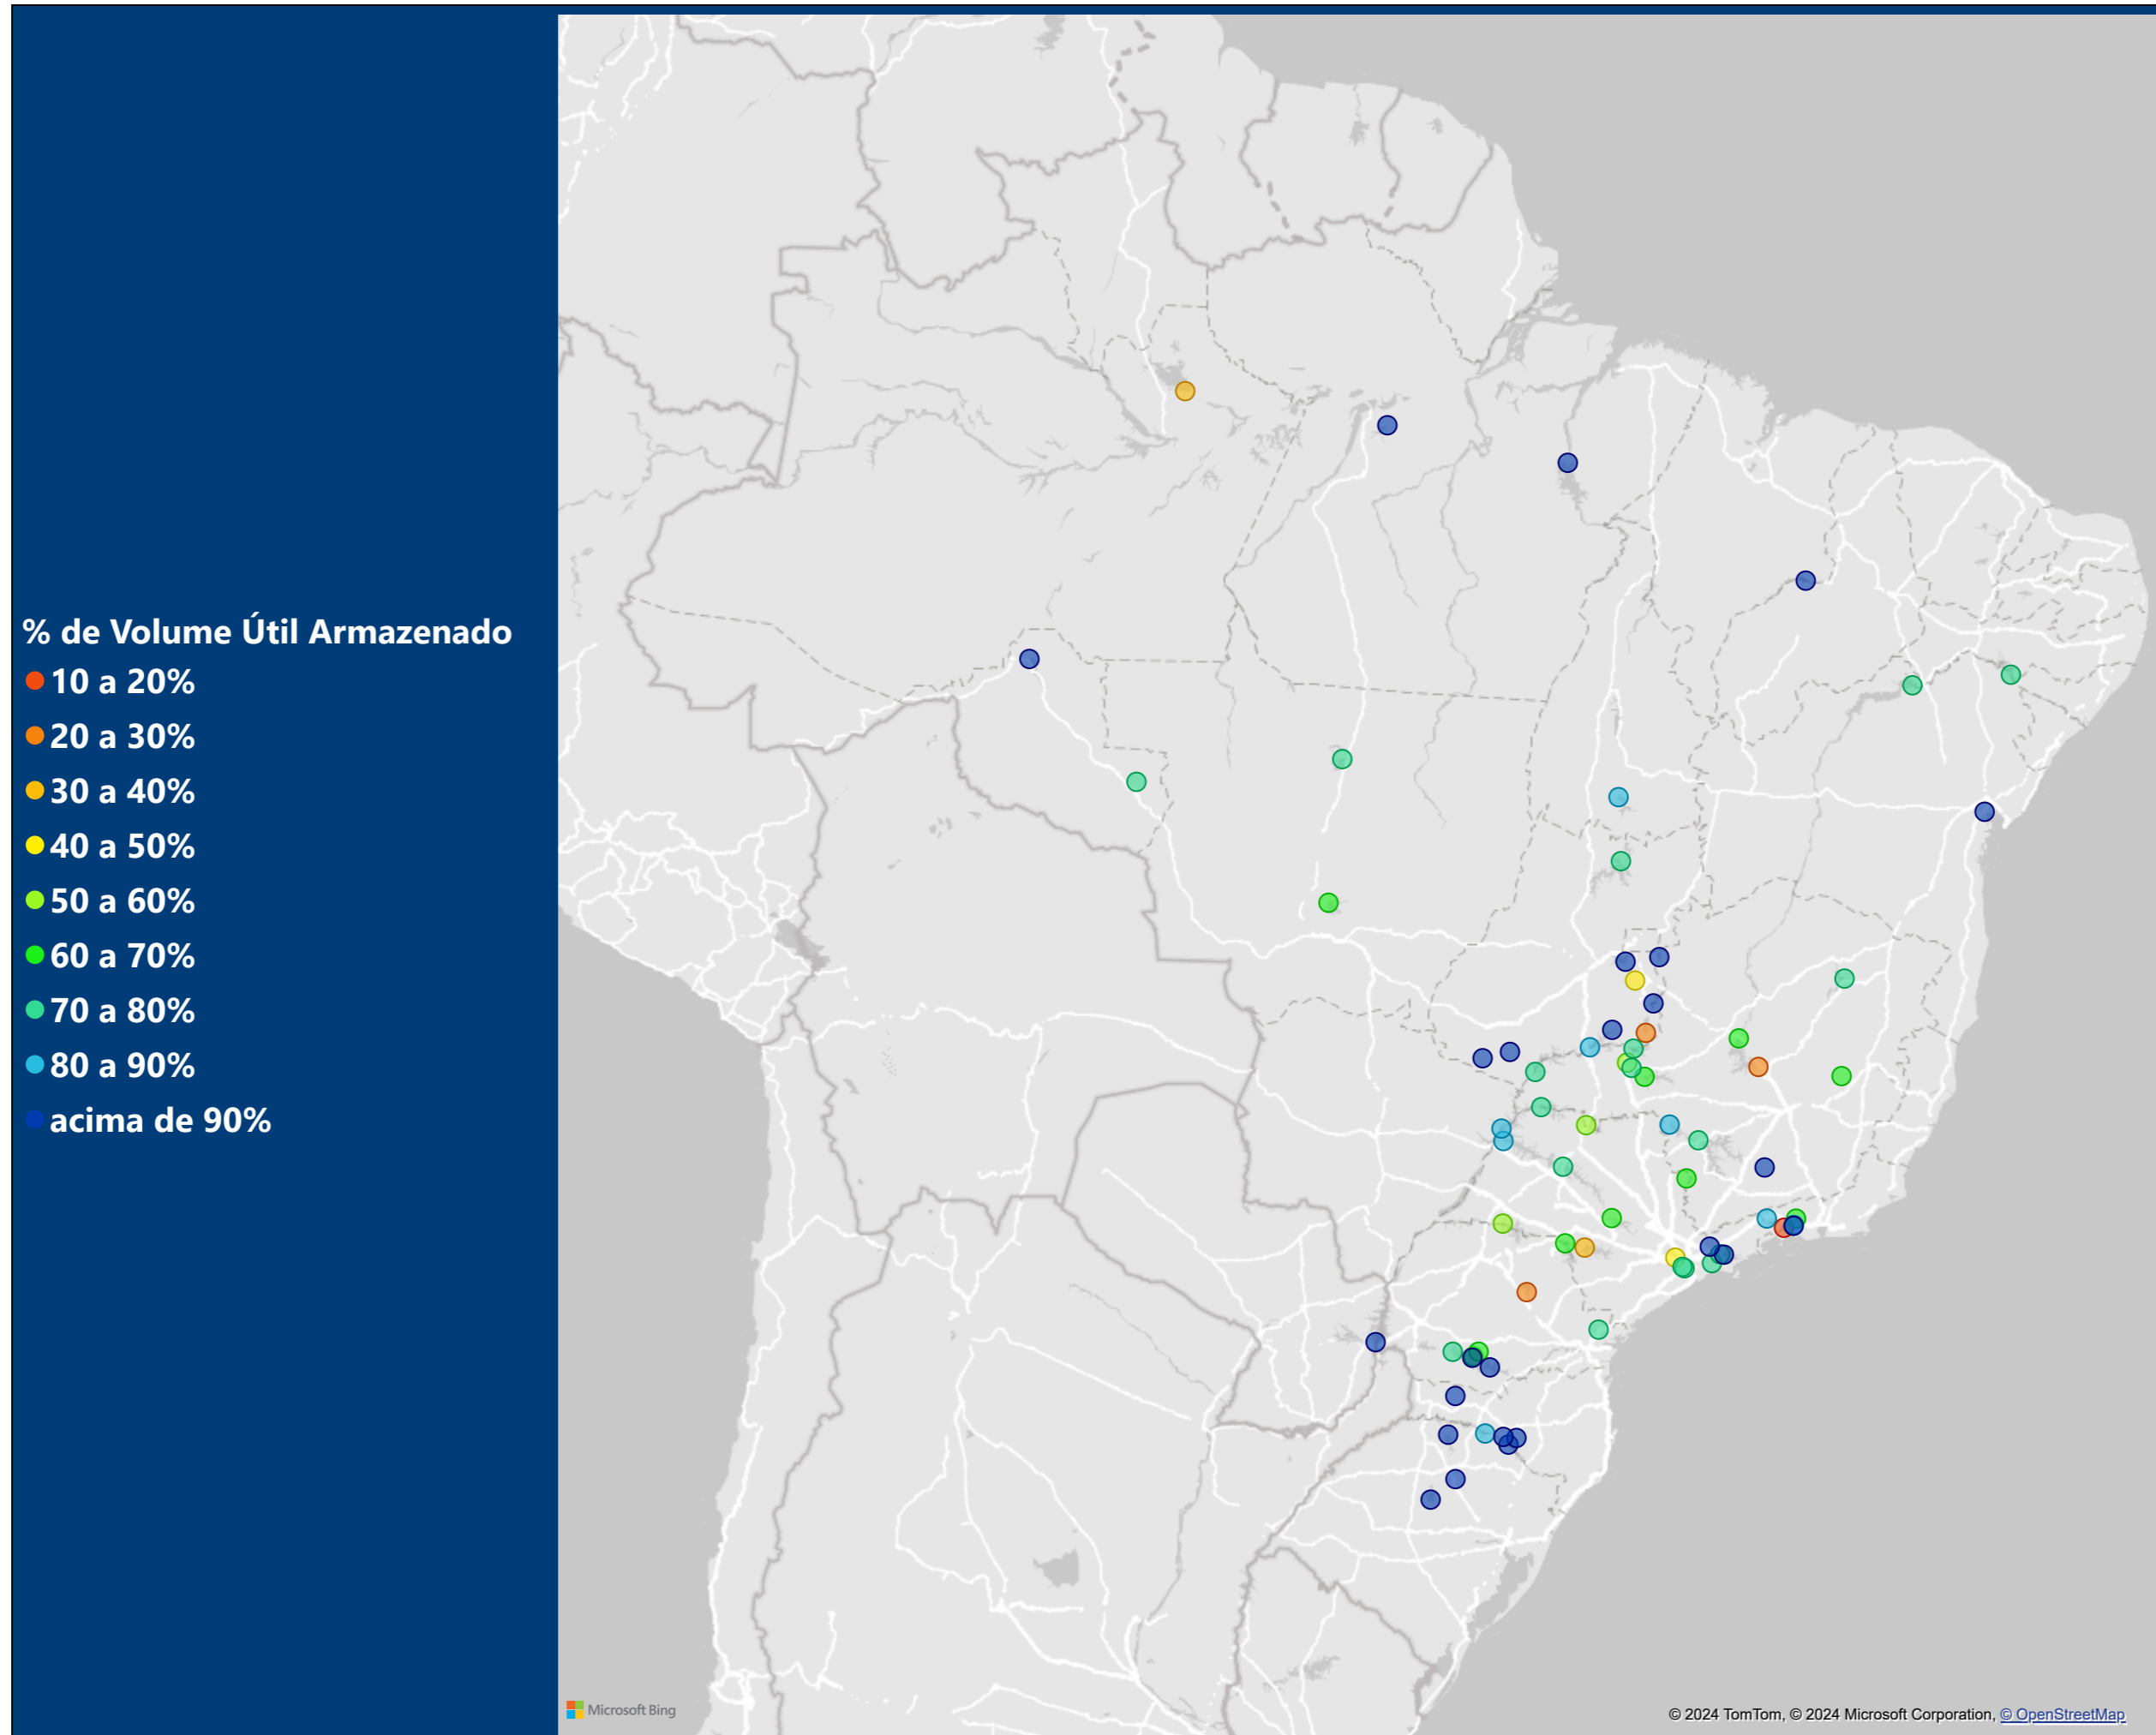 % de Volume Útil Armazenado
10 a 20%
20 a 30%
30 a 40%
40 a 50%
50 a 60%
60 a 70%
70 a 80%
80 a 90%
acima de 90%
Microsoft Bing
© 2024 TomTom, © 2024 Microsoft Corporation, © OpenStreetMap